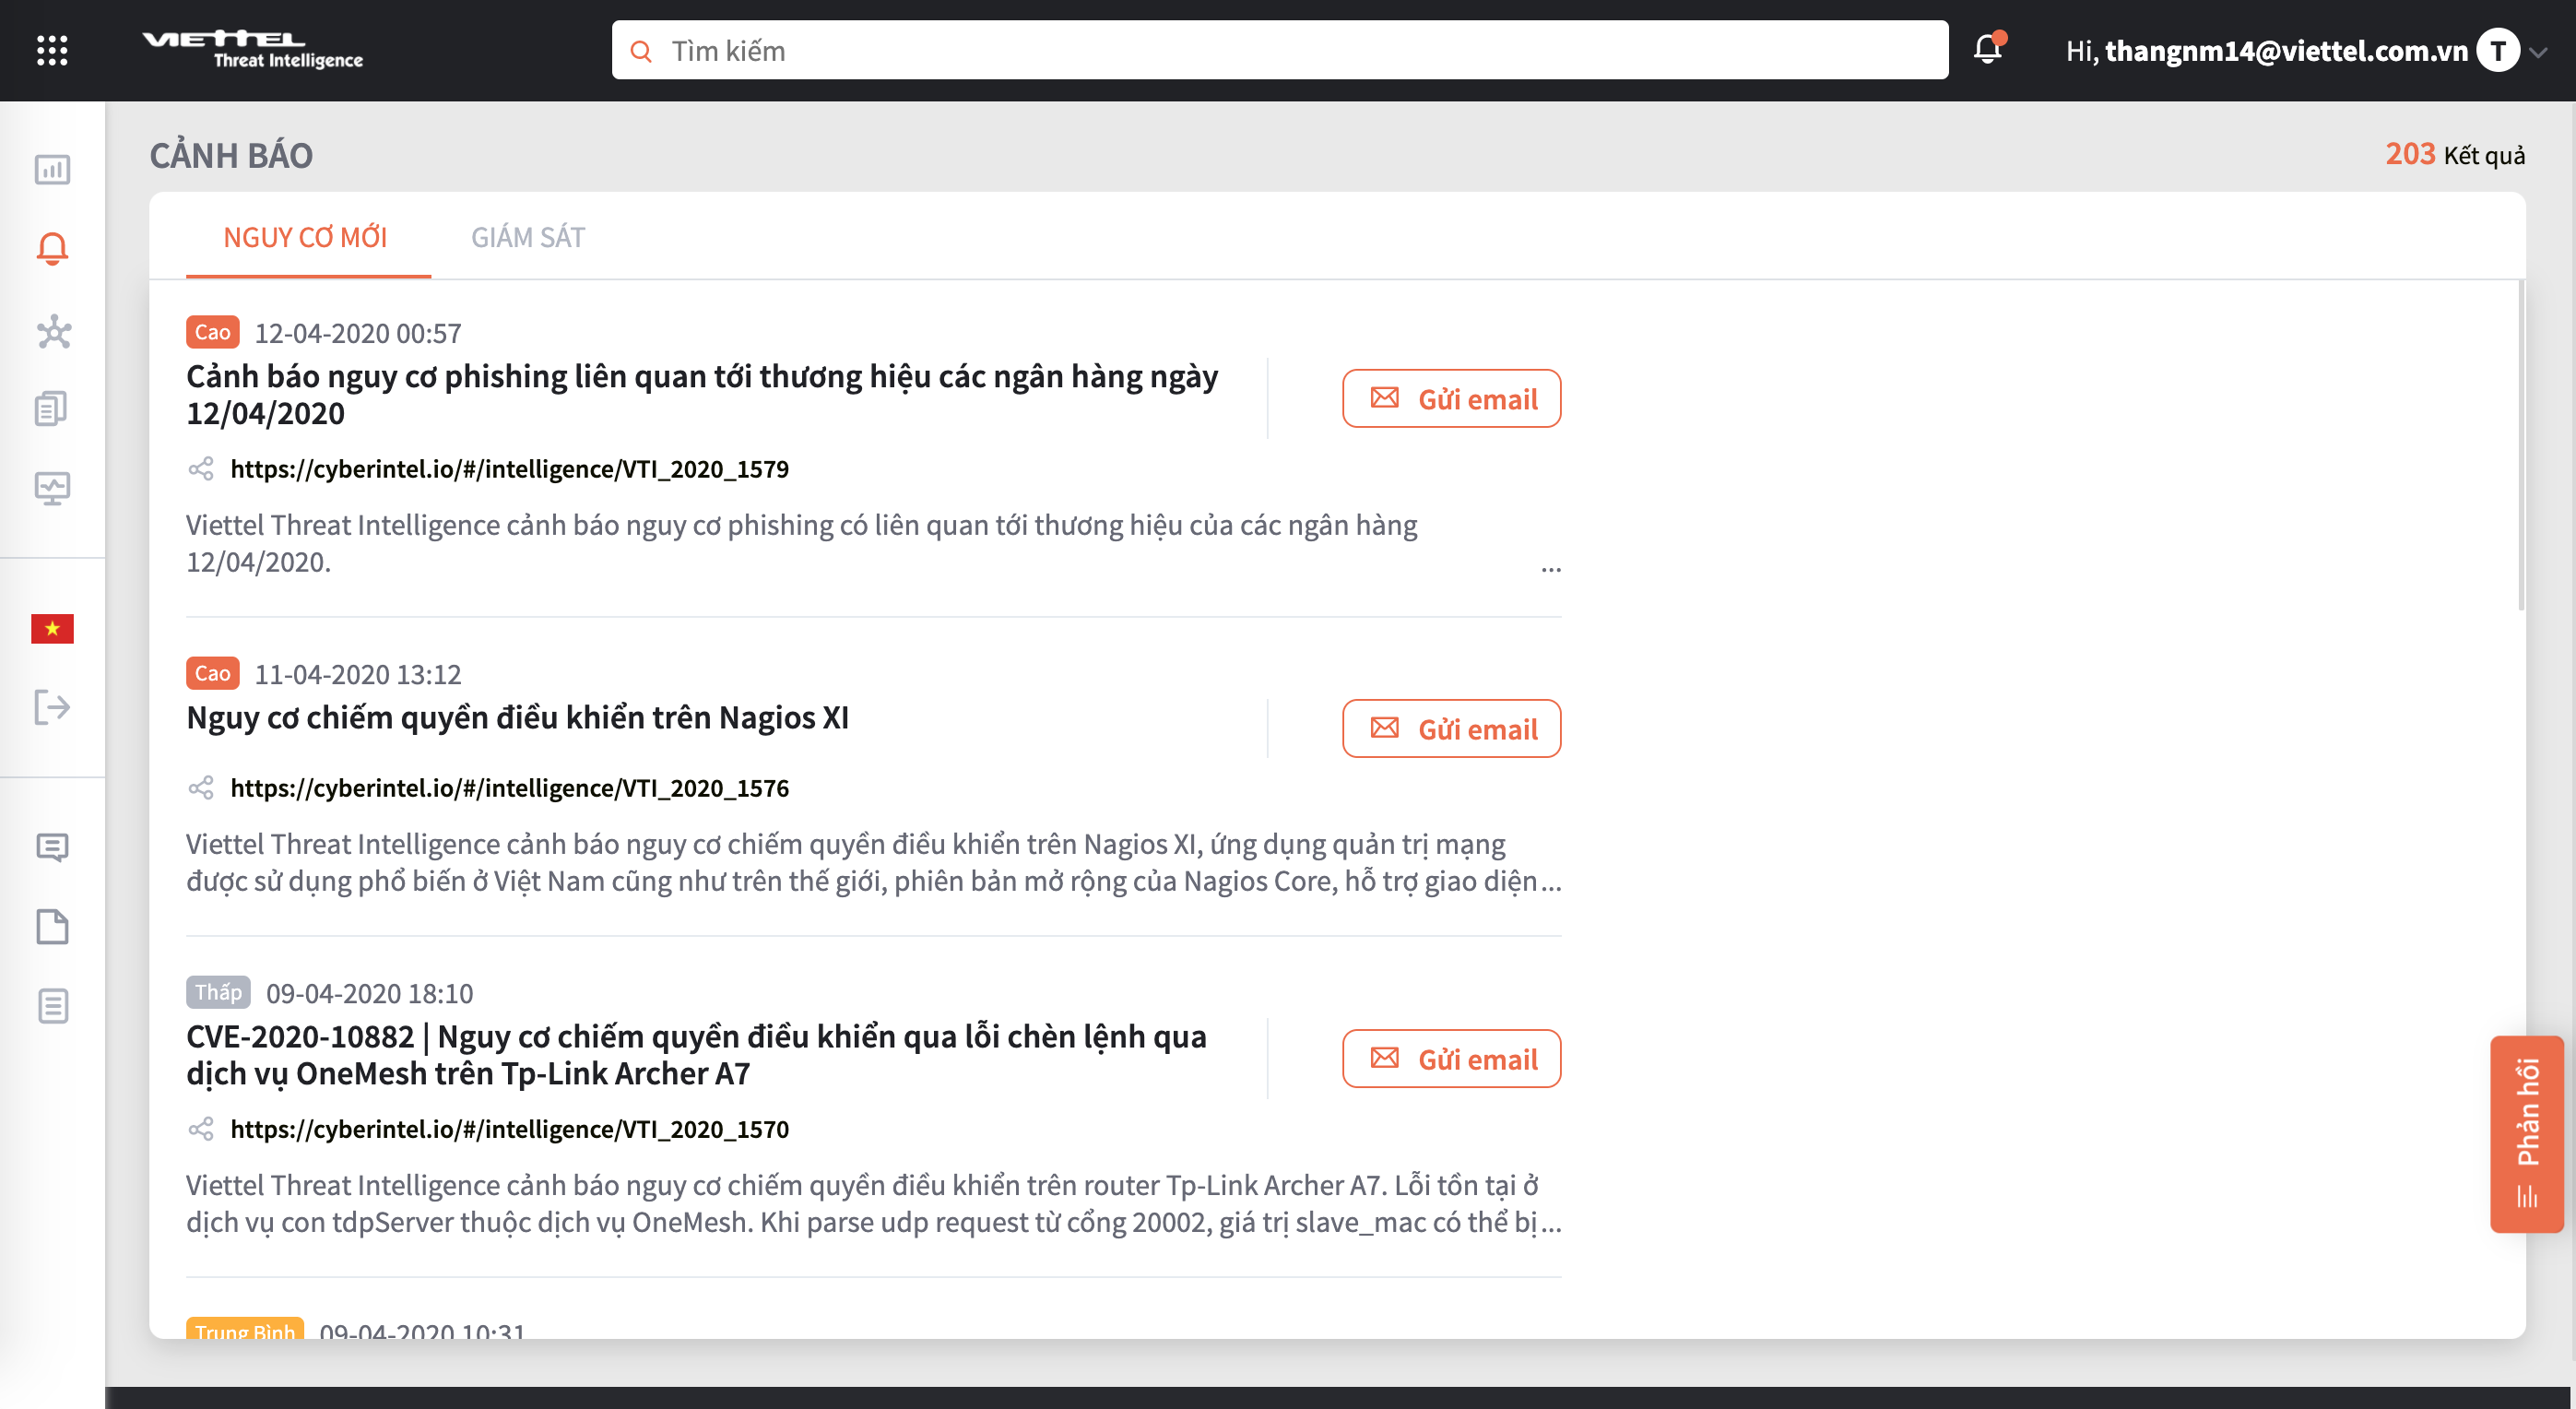 VIETTEL
Threat Intelligence
Tìm kiếm
Hi, thangnm14@viettel.com.vn T
CẢNH BÁO
203 Kết quả
NGUY CƠ MỚI GIÁM SÁT
Cao 12-04-2020 00:57
Cảnh báo nguy cơ phishing liên quan tới thương hiệu các ngân hàng ngày
12/04/2020
Gửi email
https://cyberintel.io/#/intelligence/VTI_2020_1579
Viettel Threat Intelligence cảnh báo nguy cơ phishing có liên quan tới thương hiệu của các ngân hàng
12/04/2020. ...
Cao 11-04-2020 13:12
Nguy cơ chiếm quyền điều khiển trên Nagios XI
Gửi email
https://cyberintel.io/#/intelligence/VTI_2020_1576
Viettel Threat Intelligence cảnh báo nguy cơ chiếm quyền điều khiển trên Nagios XI, ứng dụng quản trị mạng
được sử dụng phổ biến ở Việt Nam cũng như trên thế giới, phiên bản mở rộng của Nagios Core, hỗ trợ giao diện...
Thấp 09-04-2020 18:10
CVE-2020-10882 | Nguy cơ chiếm quyền điều khiển qua lỗi chèn lệnh qua
dịch vụ OneMesh trên Tp-Link Archer A7
Gửi email
https://cyberintel.io/#/intelligence/VTI_2020_1570
Viettel Threat Intelligence cảnh báo nguy cơ chiếm quyền điều khiển trên router Tp-Link Archer A7. Lỗi tồn tại ở
dịch vụ con tdpServer thuộc dịch vụ OneMesh. Khi parse udp request từ cổng 20002, giá trị slave_mac có thể bị...
Trung Bình 09-04-2020 10:31
Phản hồi